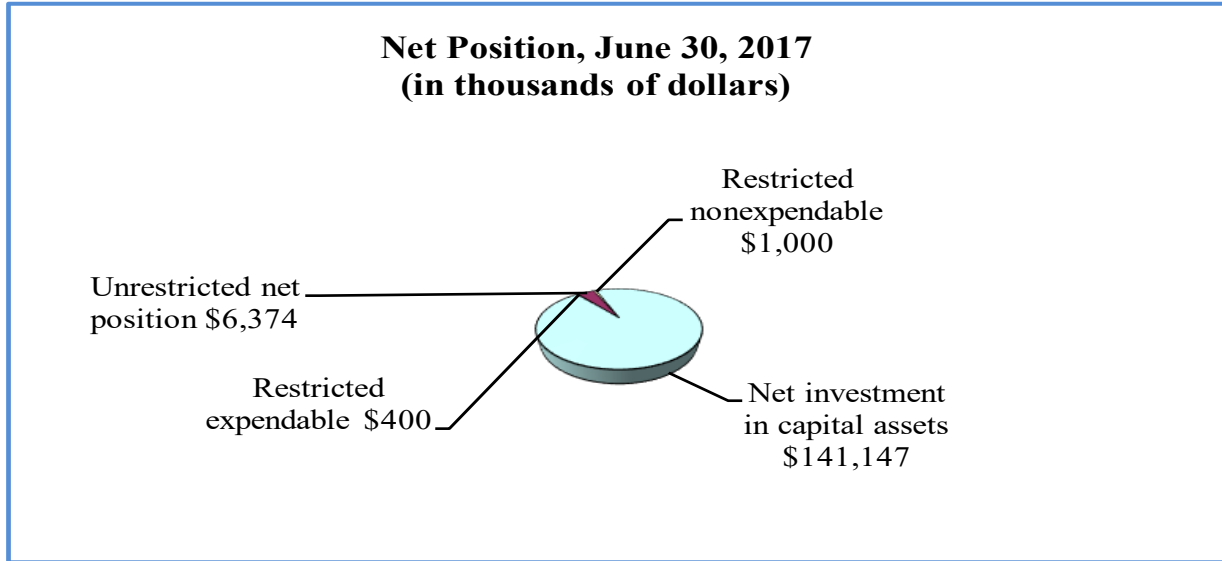 Net Position, June 30, 2017
(in thousands of dollars)
Restricted
nonexpendable
$1,000
Unrestricted net
position $6,374
Restricted
expendable $400
Net investment
in capital assets
$141,147